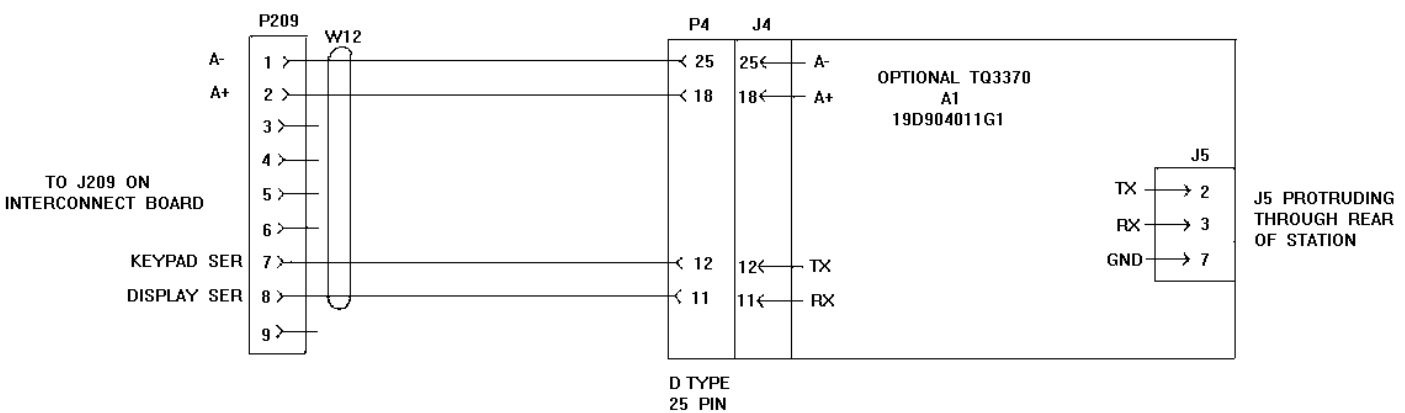 P209
W12
P4
J4
A-
1
25
25
A-
A+
2
18
18
A+
OPTIONAL TQ3370
A1
19D904011G1
3
4
5
6
TO J209 ON
INTERCONNECT BOARD
J5
TX
2
RX
3
GND
7
J5 PROTRUDING
THROUGH REAR
OF STATION
KEYPAD SER
7
12
12
TX
DISPLAY SER
8
11
11
RX
9
D TYPE
25 PIN